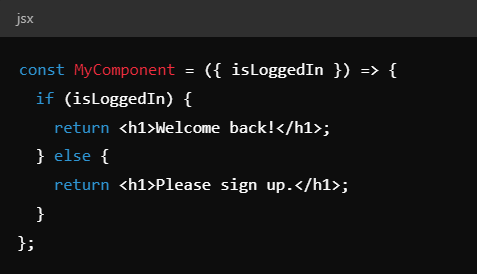 jsx
const MyComponent = ({ isLoggedIn }) => {
  if (isLoggedIn) {
    return <h1>Welcome back!</h1>;
  } else {
    return <h1>Please sign up.</h1>;
  }
};